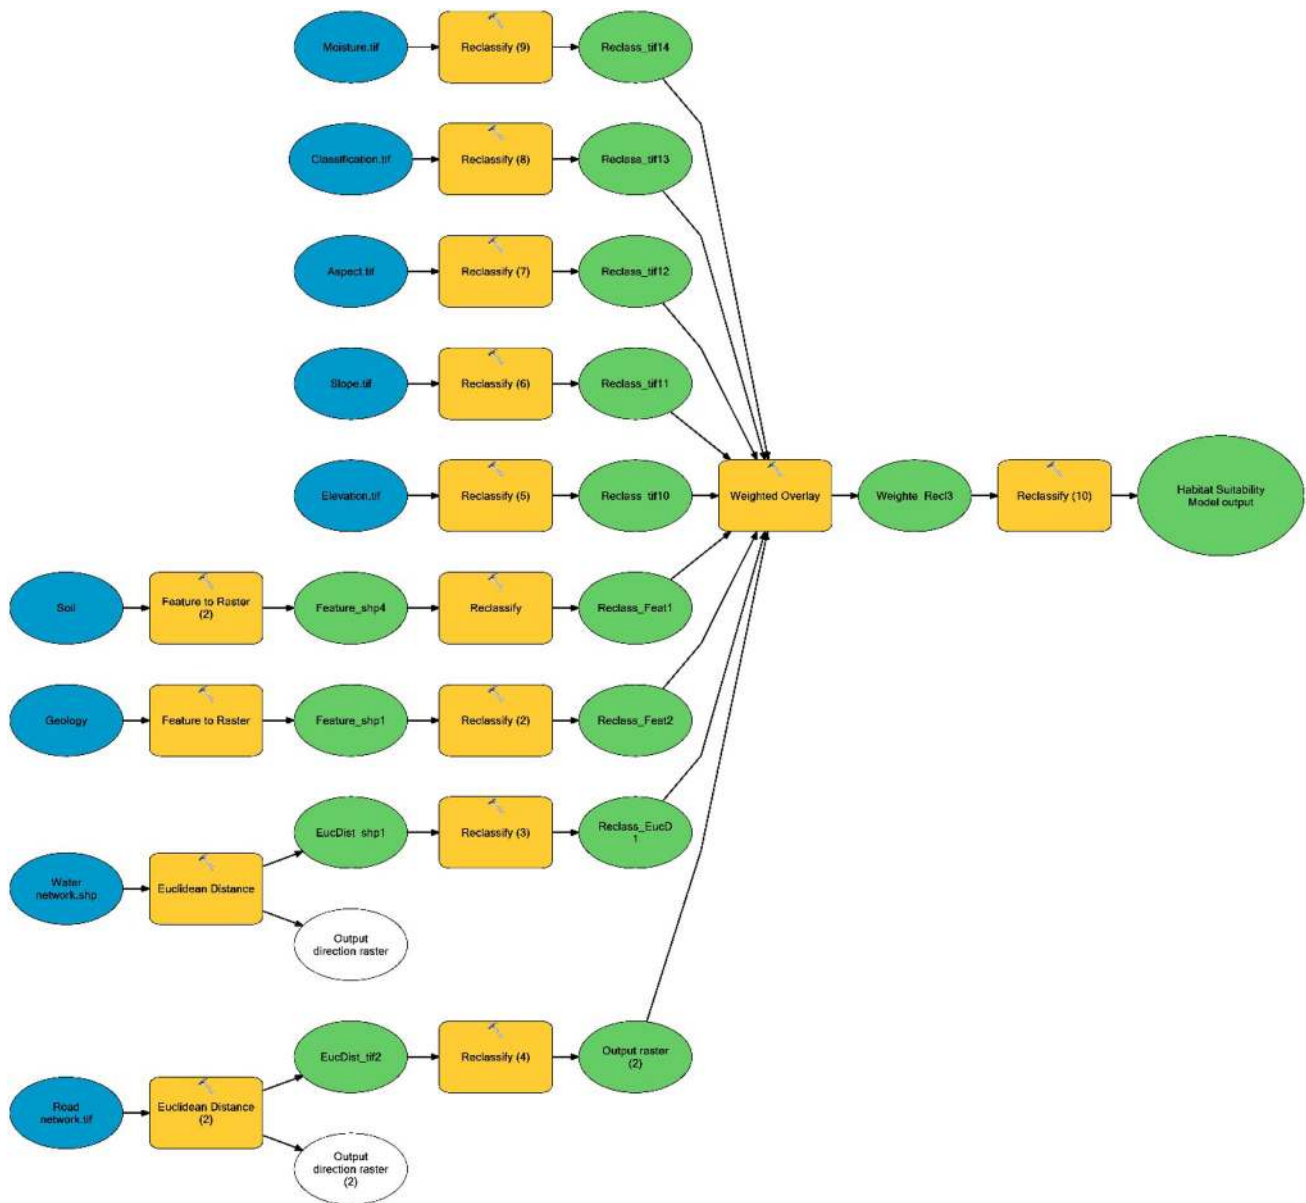 Moisture.tif
Reclassify (9)
Reclass_tif14
Classification.tif
Reclassify (8)
Reclass_tif13
Aspect.tif
Reclassify (7)
Reclass_tif12
Slope.tif
Reclassify (6)
Reclass_tif11
Elevation.tif
Reclassify (5)
Reclass_tif10
Weighted Overlay
Weighte_Recl3
Reclassify (10)
Habitat Suitability
Model output
Soil
Feature to Raster
(2)
Feature_shp4
Reclassify
Reclass_Feat1
Geology
Feature to Raster
Feature_shp1
Reclassify (2)
Reclass_Feat2
Water
network.shp
Euclidean Distance
EucDist_shp1
Reclassify (3)
Reclass_EucD
1
Output
direction raster
Road
network.tif
Euclidean Distance
(2)
EucDist_tif2
Reclassify (4)
Output raster
(2)
Output
direction raster
(2)